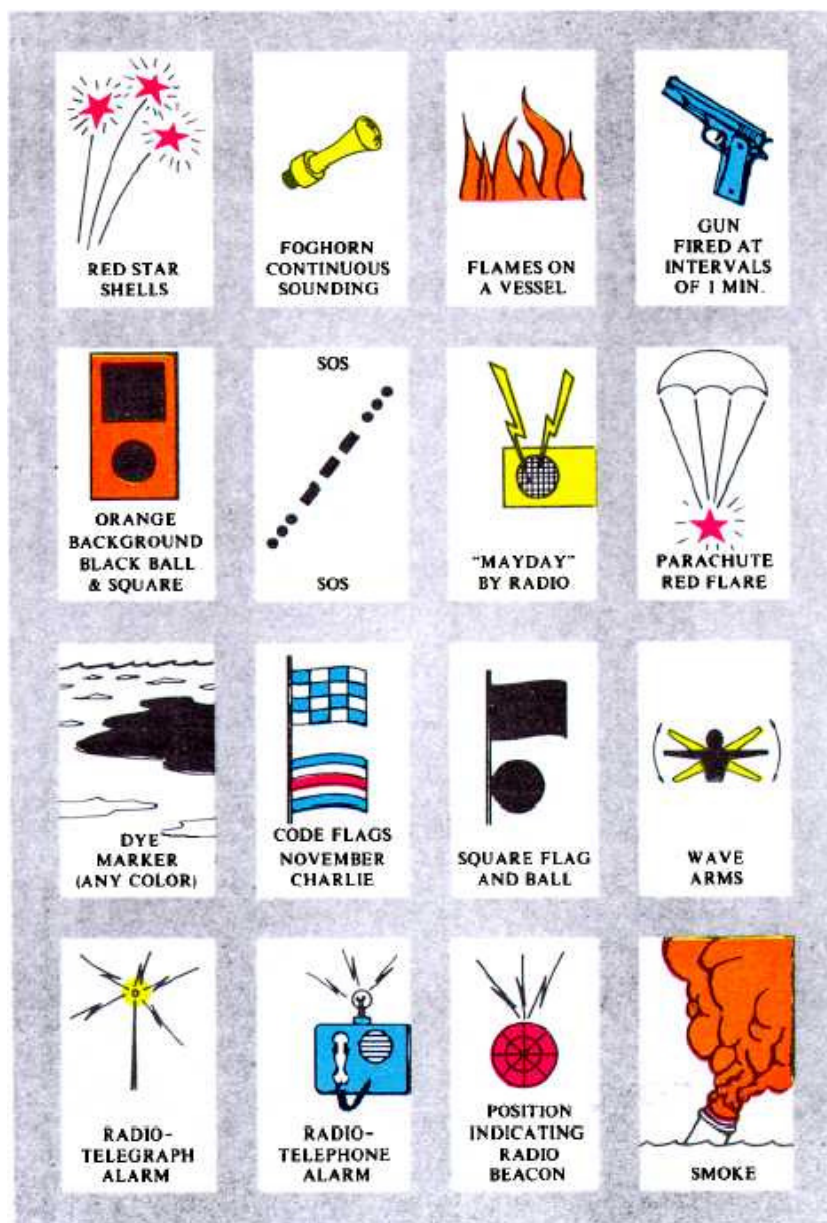 RED STAR
SHELLS
FOGHORN
CONTINUOUS
SOUNDING
FLAMES ON
A VESSEL
GUN
FIRED AT
INTERVALS
OF 1 MIN.
ORANGE
BACKGROUND
BLACK BALL
& SQUARE
SOS
SOS
"MAYDAY"
BY RADIO
PARACHUTE
RED FLARE
DYE
MARKER
(ANY COLOR)
CODE FLAGS
NOVEMBER
CHARLIE
SQUARE FLAG
AND BALL
WAVE
ARMS
RADIO-
TELEGRAPH
ALARM
RADIO-
TELEPHONE
ALARM
POSITION
INDICATING
RADIO
BEACON
SMOKE